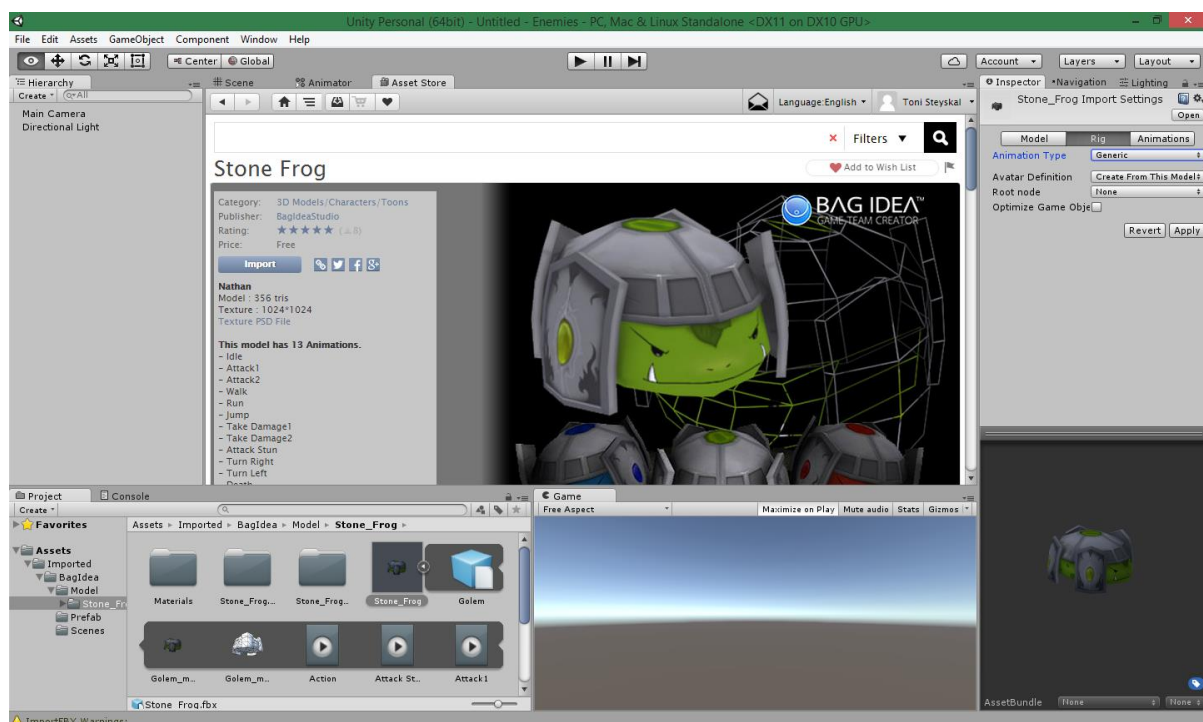 Unity Personal (64bit) - Untitled - Enemies - PC, Mac & Linux Standalone <DX11 on DX10 GPU>
File Edit Assets GameObject Component Window Help
Center Global Account Layers Layout
Hierarchy
Create All
Main Camera
Directional Light
Scene Animator Asset Store
Language:English Toni Steyskal
Filters
Stone Frog
Add to Wish List
Category: 3D Models/Characters/Toons
Publisher: BagIdeaStudio
Rating: ★★★★★
Price: Free
Import
Nathan
Model : 356 tris
Texture : 1024*1024
Texture PSD File
This model has 13 Animations.
- Idle
- Attack1
- Attack2
- Walk
- Run
- Jump
- Take Damage1
- Take Damage2
- Attack Stun
- Turn Right
- Turn Left
- Death
BAG IDEA™
GAME TEAM CREATOR
Inspector Navigation Lighting
Stone_Frog Import Settings
Open
Model Rig Animations
Animation Type Generic
Avatar Definition Create From This Model
Root node None
Optimize Game Obje
Revert Apply
Project Console
Create
Favorites
Assets
Imported
BagIdea
Model
Stone_Fr
Prefab
Scenes
Assets Imported BagIdea Model Stone_Frog
Materials Stone_Frog... Stone_Frog... Stone_Frog Golem
Golem_m... Golem_m... Action Attack St... Attack1
Stone_Frog.fbx
Game
Free Aspect Maximize on Play Mute audio Stats Gizmos
AssetBundle None None
ImportFBX Warnings: